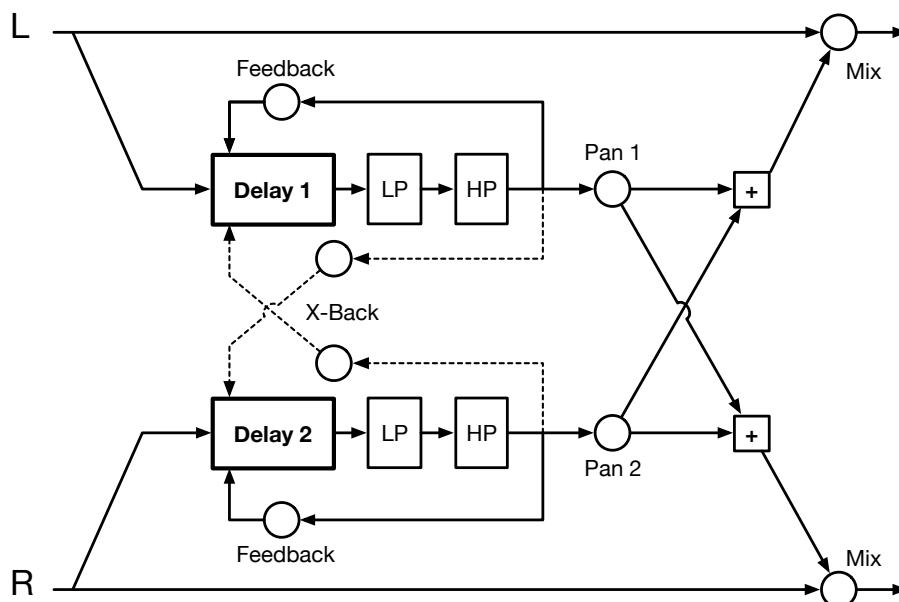 L
Mix
Feedback
Pan 1
Delay 1
LP
HP
+
X-Back
Delay 2
LP
HP
+
Pan 2
Feedback
Mix
R